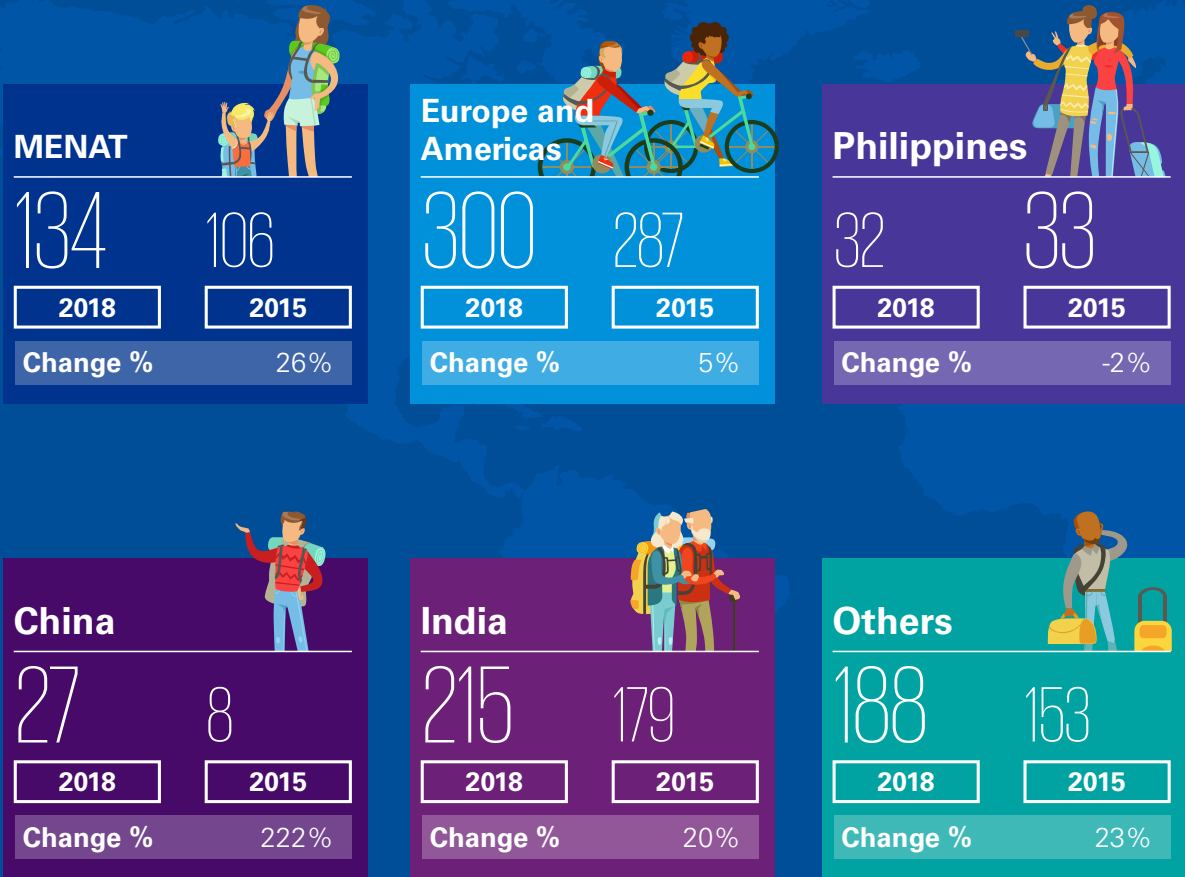 MENAT
134 106
2018 2015
Change % 26%
Europe and
Americas
300 287
2018 2015
Change % 5%
Philippines
32 33
2018 2015
Change % -2%
China
27 8
2018 2015
Change % 222%
India
215 179
2018 2015
Change % 20%
Others
188 153
2018 2015
Change % 23%